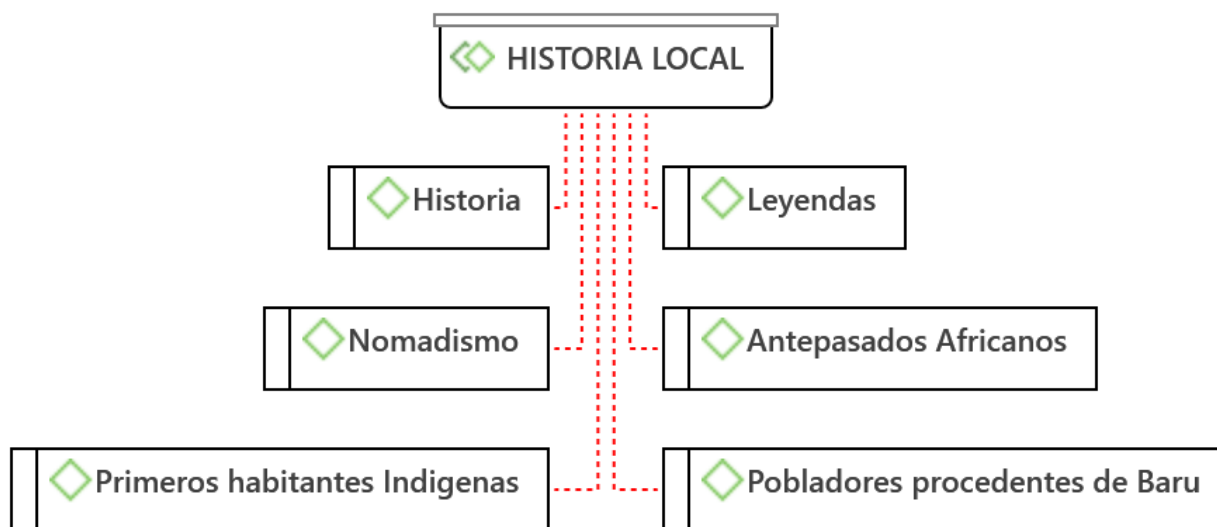 HISTORIA LOCAL
Historia
Leyendas
Nomadismo
Antepasados Africanos
Primeros habitantes Indigenas
Pobladores procedentes de Baru